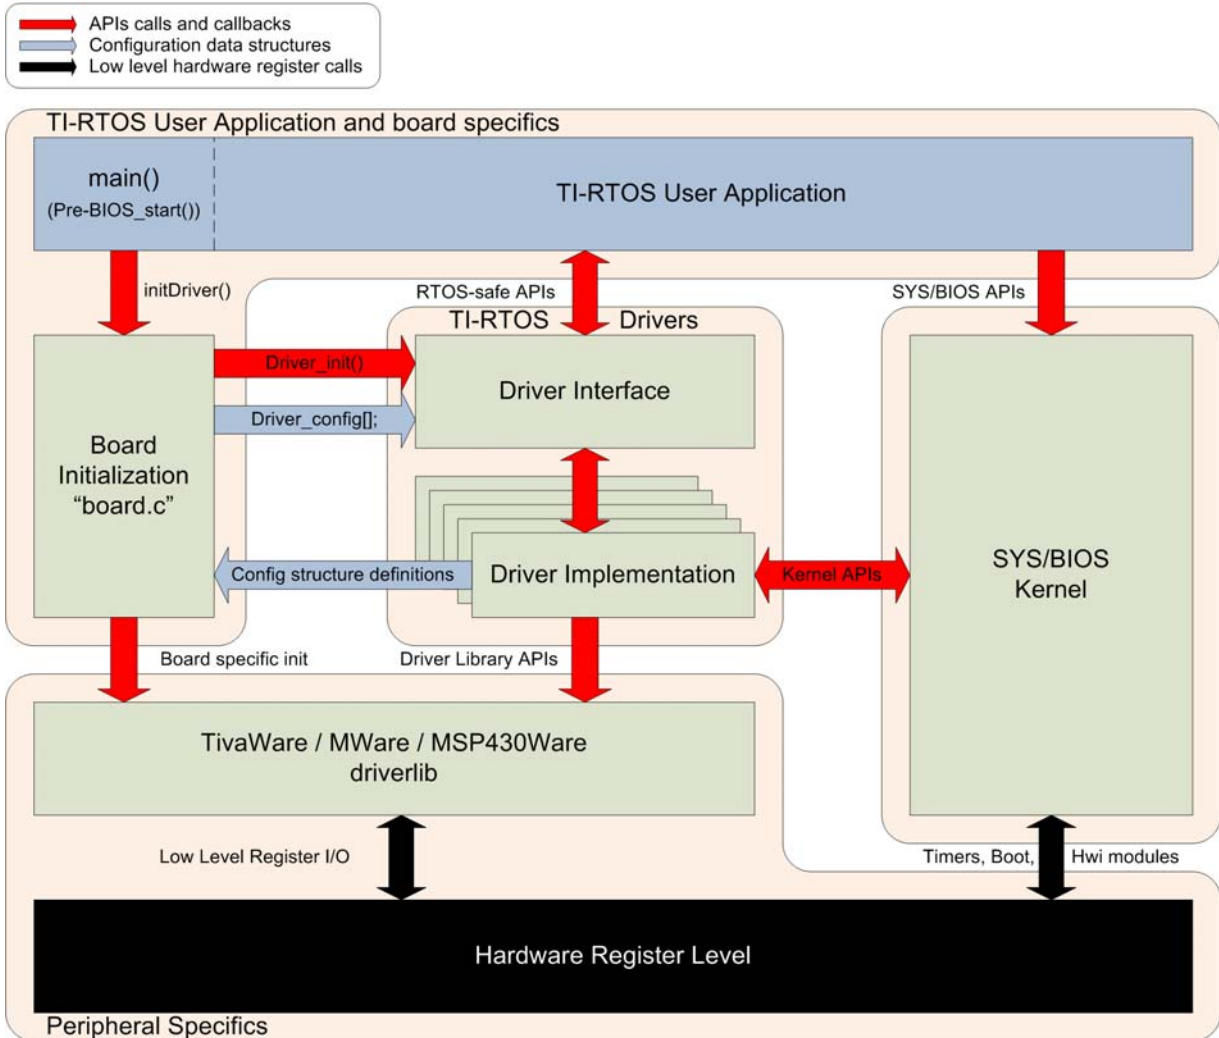 APIs calls and callbacks
Configuration data structures
Low level hardware register calls
TI-RTOS User Application and board specifics
main()
(Pre-BIOS_start())
TI-RTOS User Application
initDriver()
RTOS-safe APIs
SYS/BIOS APIs
TI-RTOS Drivers
Driver_init()
Driver Interface
Driver_config[];
Board
Initialization
“board.c”
Config structure definitions
Driver Implementation
Kernel APIs
SYS/BIOS
Kernel
Board specific init
Driver Library APIs
TivaWare / MWare / MSP430Ware
driverlib
Low Level Register I/O
Timers, Boot, Hwi modules
Hardware Register Level
Peripheral Specifics